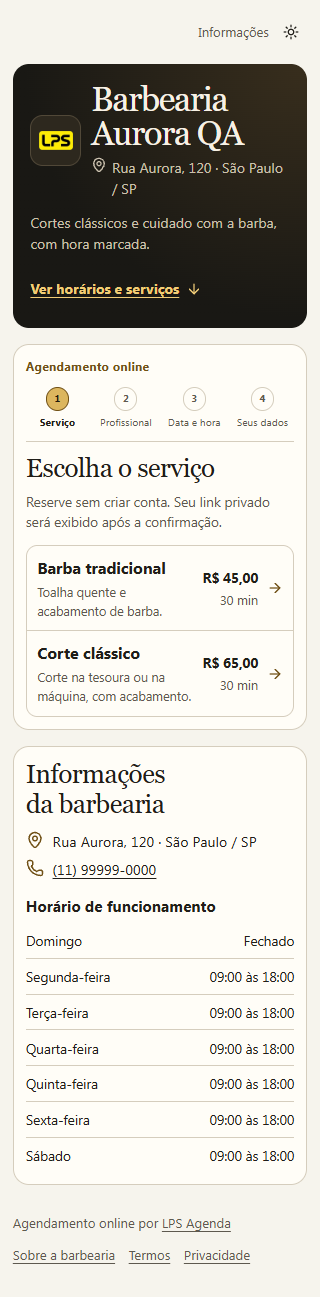 Informações
Barbearia
Aurora QA
LPS
Rua Aurora, 120 · São Paulo
/ SP
Cortes clássicos e cuidado com a barba,
com hora marcada.
Ver horários e serviços
Agendamento online
1 2 3 4
Serviço Profissional Data e hora Seus dados
Escolha o serviço
Reserve sem criar conta. Seu link privado
será exibido após a confirmação.
Barba tradicional
Toalha quente e
acabamento de barba.
R$ 45,00
30 min
Corte clássico
Corte na tesoura ou na
máquina, com acabamento.
R$ 65,00
30 min
Informações
da barbearia
Rua Aurora, 120 · São Paulo / SP
(11) 99999-0000
Horário de funcionamento
Domingo Fechado
Segunda-feira 09:00 às 18:00
Terça-feira 09:00 às 18:00
Quarta-feira 09:00 às 18:00
Quinta-feira 09:00 às 18:00
Sexta-feira 09:00 às 18:00
Sábado 09:00 às 18:00
Agendamento online por LPS Agenda
Sobre a barbearia Termos Privacidade